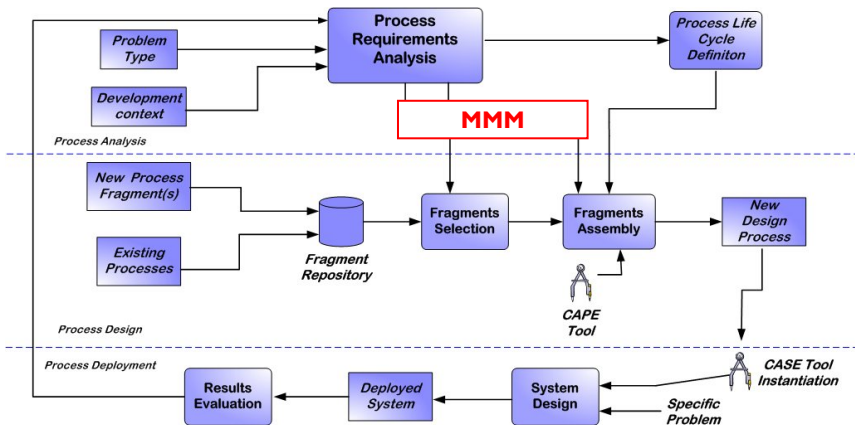 Process
Requirements
Analysis
Problem
Type
Development
context
Process Life
Cycle
Definiton
MMM
Process Analysis
New Process
Fragment(s)
Existing
Processes
Fragment
Repository
Fragments
Selection
Fragments
Assembly
New
Design
Process
CAPE
Tool
Process Design
Process Deployment
Results
Evaluation
Deployed
System
System
Design
CASE Tool
Instantiation
Specific
Problem